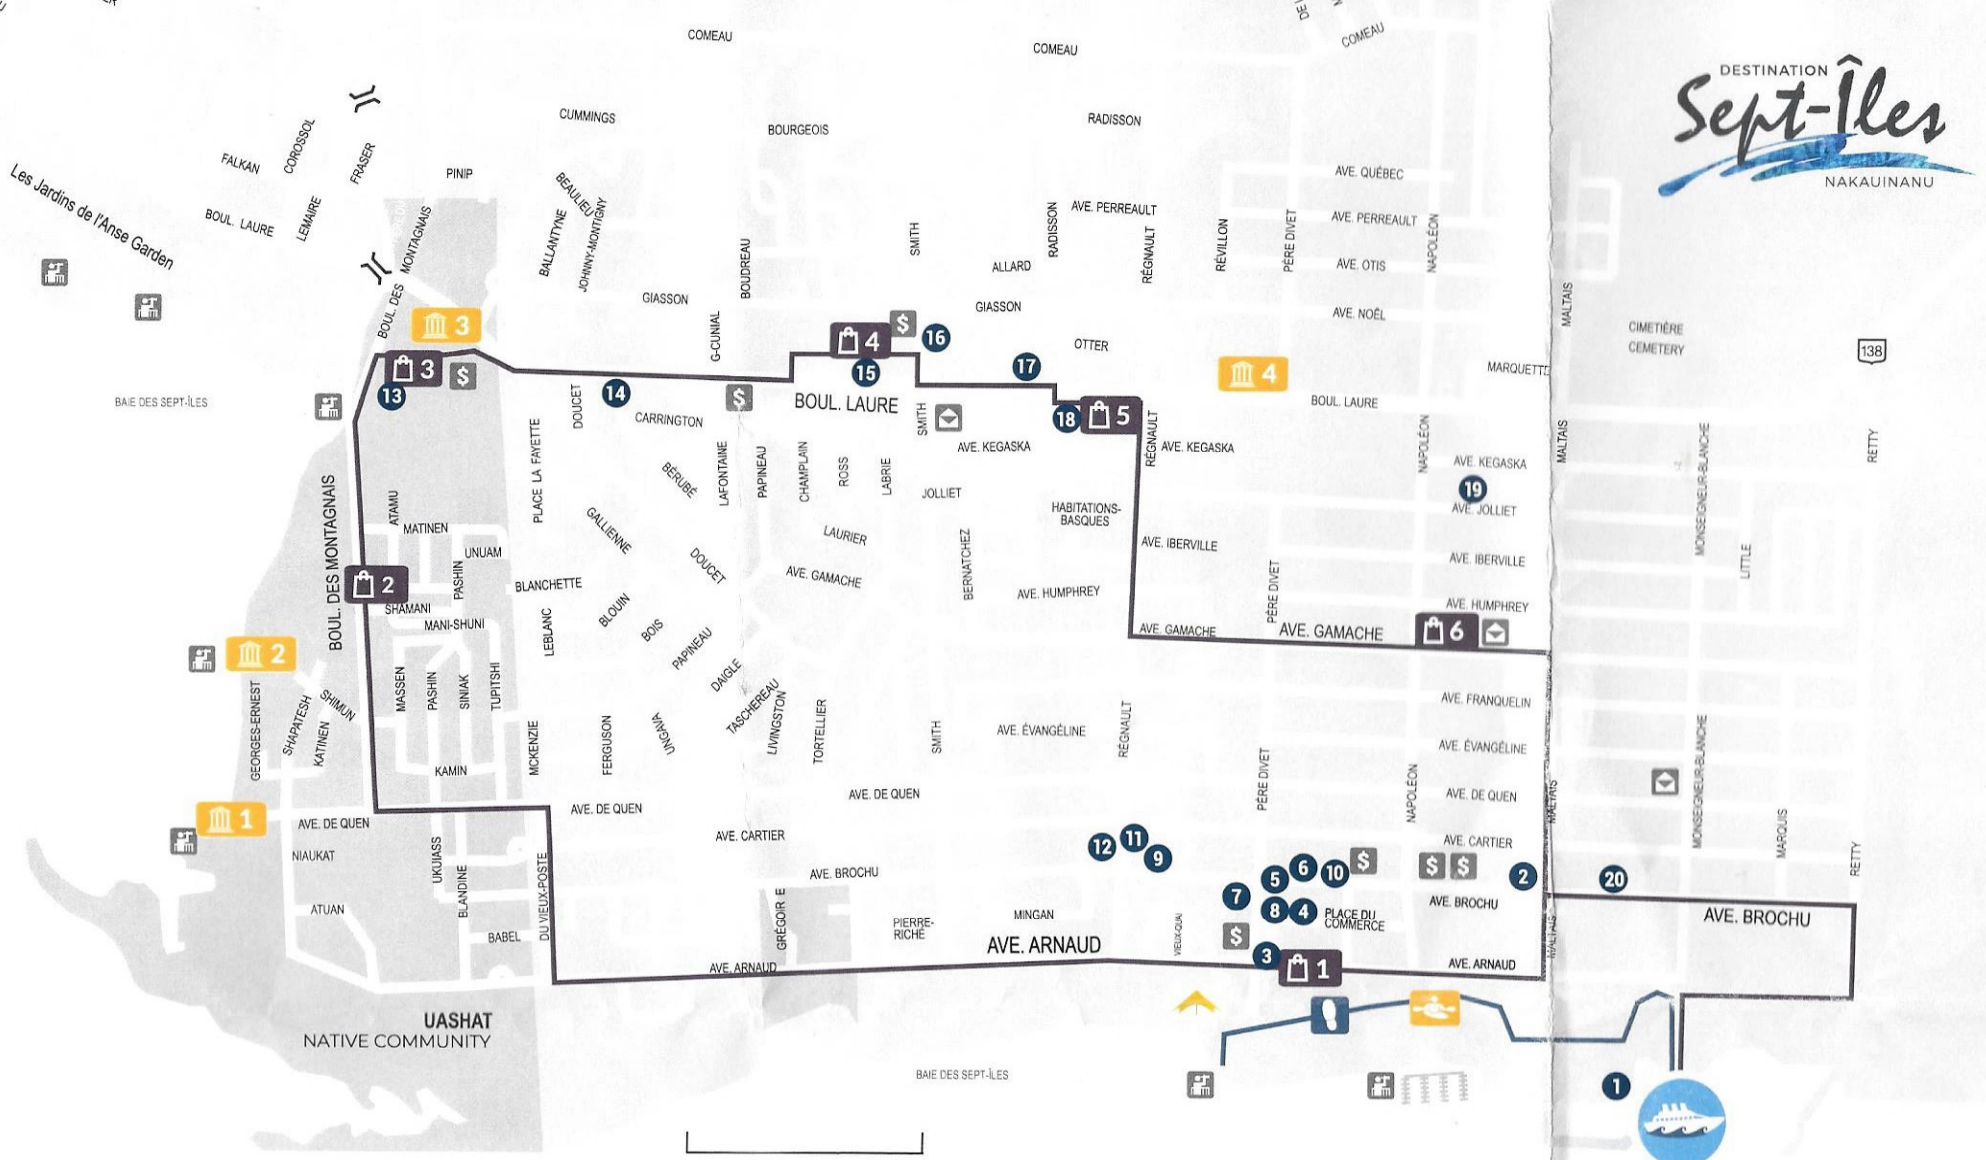 COMEAU
COMEAU
COMEAU
DESTINATION
Sept-Îles
NAKAUINANU
CUMMINGS
BOURGEOIS
RADISSON
FALKAN
COROSSOL
FRASER
PINIP
Les Jardins de l'Anse Garden
BOUL. LAURE
LEMAIRE
BOUL. DES MONTAGNAIS
BEAULIEU
BALLANTYNE
JOHNNY-MONTIGNY
BOUDREAU
SMITH
RADISSON
AVE. PERREAULT
RÉGNAULT
RÉVILLON
PÈRE DIVET
AVE. QUÉBEC
AVE. PERREAULT
NAPOLÉON
AVE. OTIS
ALLARD
GIASSON
GIASSON
G-CUNIAL
AVE. NOËL
MALTAIS
CIMETIÈRE
CEMETERY
138
3
4
$
16
OTTER
3
$
13
14
15
17
4
MARQUETTE
BAIE DES SEPT-ÎLES
DOUCET
CARRINGTON
$
BOUL. LAURE
SMITH
18
5
BOUL. LAURE
RÉGNAULT
AVE. KEGASKA
AVE. KEGASKA
NAPOLÉON
AVE. KEGASKA
MALTAIS
MONSEIGNEUR-BLANCHE
RETTY
PLACE LA FAYETTE
BÉRUBÉ
LAFONTAINE
PAPINEAU
CHAMPLAIN
ROSS
LABRIE
JOLLIET
19
AVE. JOLLIET
BOUL. DES MONTAGNAIS
ATAMU
MATINEN
UNUAM
GALLIENNE
DOUCET
LAURIER
HABITATIONS-
BASQUES
AVE. IBERVILLE
AVE. IBERVILLE
LITTLE
2
SHAMANI
PASHIN
BLANCHETTE
AVE. GAMACHE
BERNATCHEZ
AVE. HUMPHREY
PÈRE DIVET
AVE. HUMPHREY
MANI-SHUNI
LEBLANC
BLOUIN
BOIS
PAPINEAU
DAIGLE
AVE. GAMACHE
AVE. GAMACHE
6
2
GEORGES-ERNEST
SHAPATESH
SHIMUN
KATINEN
MASSEN
PASHIN
SINIAK
TUPITSHI
MCKENZIE
FERGUSON
UNGAVA
TASCHEREAU
LIVINGSTON
TORTELLIER
SMITH
AVE. ÉVANGÉLINE
RÉGNAULT
AVE. FRANQUELIN
AVE. ÉVANGÉLINE
MONSEIGNEUR-BLANCHE
KAMIN
PÈRE DIVET
NAPOLÉON
AVE. DE QUEN
MALTAIS
1
AVE. DE QUEN
AVE. DE QUEN
AVE. DE QUEN
AVE. CARTIER
AVE. CARTIER
MARQUIS
RETTY
NIAUKAT
UKUIASS
BLANDINE
DU VIEUX-POSTE
AVE. BROCHU
12
11
9
5
6
10
$
$
$
2
20
7
8
4
PLACE DU
COMMERCE
AVE. BROCHU
AVE. BROCHU
ATUAN
BABEL
GRÉGOIRE
PIERRE-
RICHÉ
MINGAN
VIEUX-QUAI
$
MALTAIS
AVE. ARNAUD
AVE. ARNAUD
3
1
AVE. ARNAUD
UASHAT
NATIVE COMMUNITY
BAIE DES SEPT-ÎLES
1